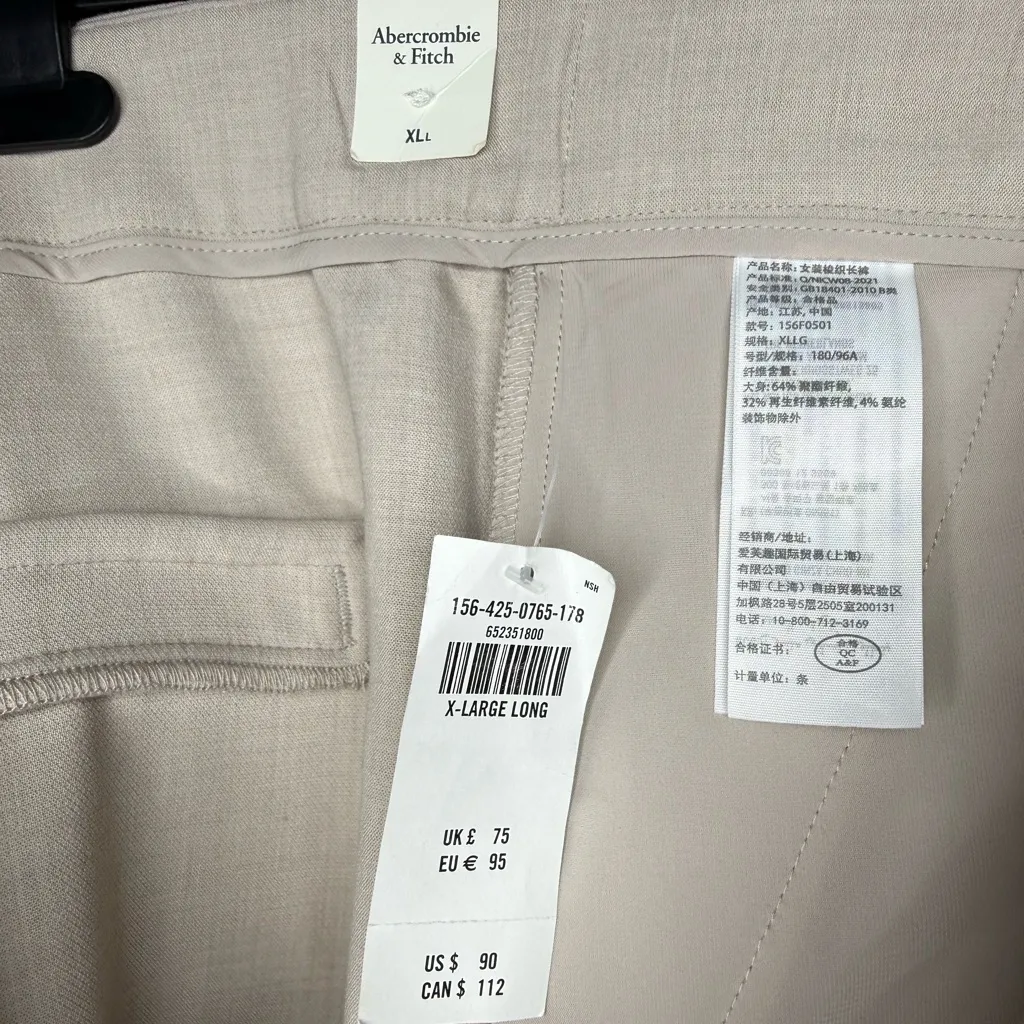 Abercrombie
& Fitch
XL L
NSH
156-425-0765-178
652351800
X-LARGE LONG
UK £ 75
EU € 95
US $ 90
CAN $ 112
产品名称: 女装梭织长裤
产品标准: Q/NICW08-2021
安全类别: GB18401-2010 B类
产品等级: 合格品
产地: 江苏, 中国
款号: 156F0501
规格: XLLG
号型/规格: 180/96A
纤维含量:
大身: 64% 聚酯纤维,
32% 再生纤维素纤维, 4% 氨纶
装饰物除外
经销商/地址:
爱芙趣国际贸易(上海)
有限公司
中国 (上海) 自由贸易试验区
加枫路28号5层2505室200131
电话: 10-800-712-3169
合格证书:
合格
QC
A&F
计量单位: 条